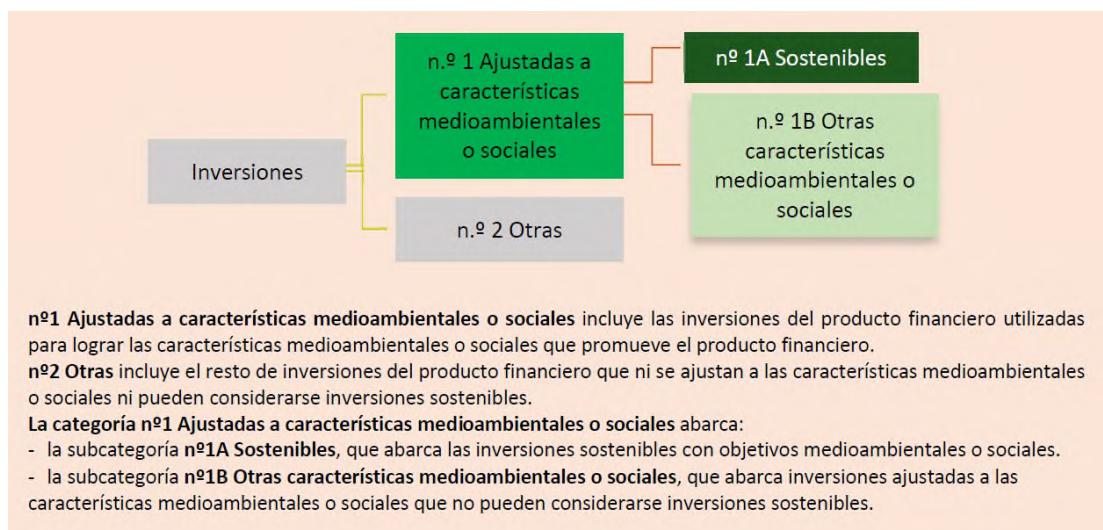 n.º 1 Ajustadas a
características
medioambientales
o sociales
nº 1A Sostenibles
n.º 1B Otras
características
medioambientales o
sociales
Inversiones
n.º 2 Otras
nº1 Ajustadas a características medioambientales o sociales incluye las inversiones del producto financiero utilizadas
para lograr las características medioambientales o sociales que promueve el producto financiero.
nº2 Otras incluye el resto de inversiones del producto financiero que ni se ajustan a las características medioambientales
o sociales ni pueden considerarse inversiones sostenibles.
La categoría nº1 Ajustadas a características medioambientales o sociales abarca:
- la subcategoría nº1A Sostenibles, que abarca las inversiones sostenibles con objetivos medioambientales o sociales.
- la subcategoría nº1B Otras características medioambientales o sociales, que abarca inversiones ajustadas a las
características medioambientales o sociales que no pueden considerarse inversiones sostenibles.